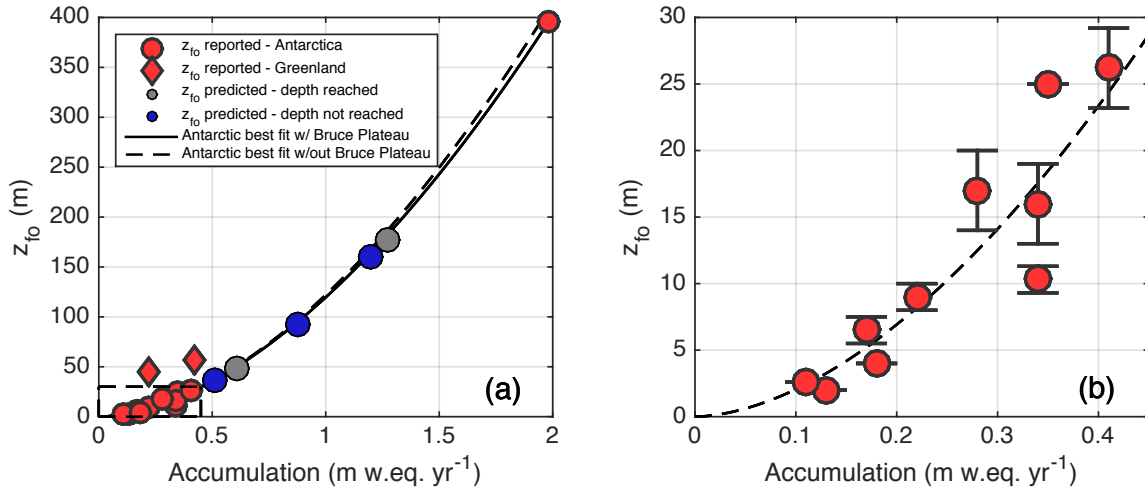 400
350
300
250
200
150
100
50
0
z_fo (m)
z_fo reported - Antarctica
z_fo reported - Greenland
z_fo predicted - depth reached
z_fo predicted - depth not reached
Antarctic best fit w/ Bruce Plateau
Antarctic best fit w/out Bruce Plateau
(a)
0 0.5 1 1.5 2
Accumulation (m w.eq. yr⁻¹)
30
25
20
15
10
5
0
z_fo (m)
(b)
0 0.1 0.2 0.3 0.4
Accumulation (m w.eq. yr⁻¹)